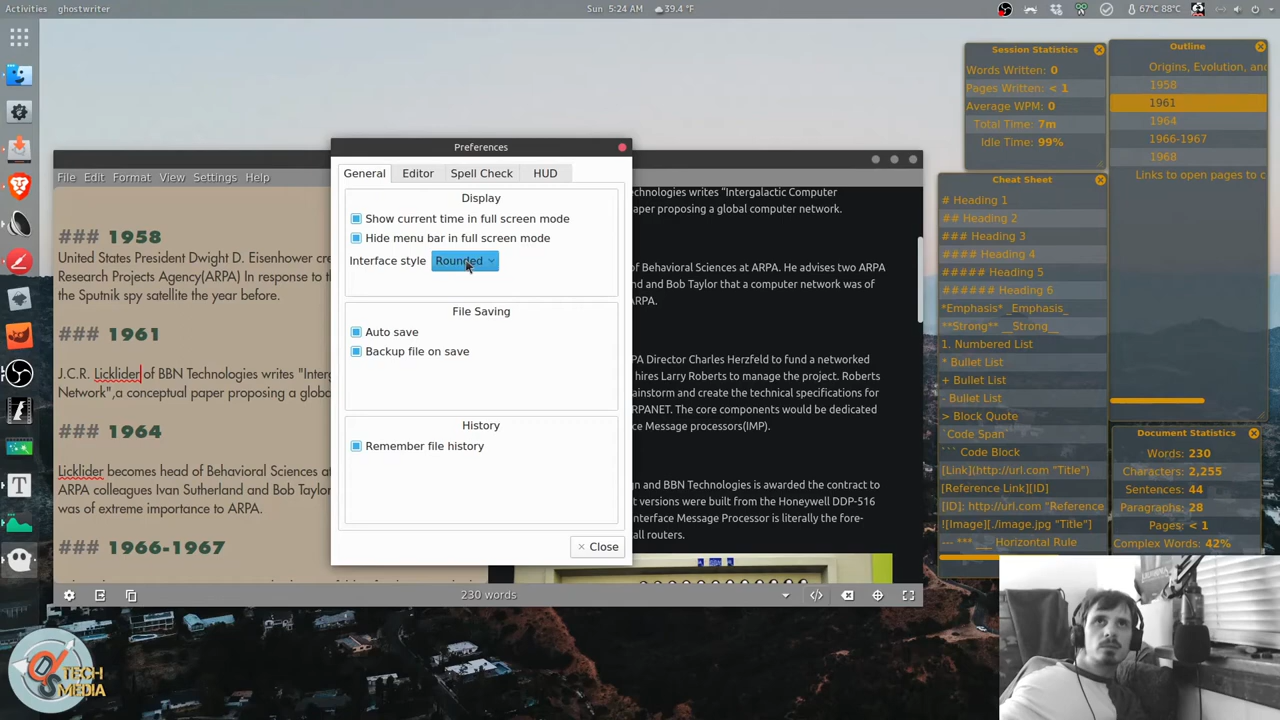 Activities ghostwriter
Sun 5:24 AM 39.4 °F
67°C 88°C
Session Statistics
Words Written: 0
Pages Written: < 1
Average WPM: 0
Total Time: 7m
Idle Time: 99%
Outline
Origins, Evolution, and
1958
1961
1964
1966-1967
1968
Links to open pages to c
Cheat Sheet
# Heading 1
## Heading 2
### Heading 3
#### Heading 4
##### Heading 5
###### Heading 6
*Emphasis* _Emphasis_
**Strong** __Strong__
1. Numbered List
* Bullet List
+ Bullet List
- Bullet List
> Block Quote
`Code Span`
``` Code Block
[Link](http://url.com "Title")
[Reference Link][ID]
[ID]: http://url.com "Reference
![Image][./image.jpg "Title"]
--- *** ___ Horizontal Rule
Document Statistics
Words: 230
Characters: 2,255
Sentences: 44
Paragraphs: 28
Pages: < 1
Complex Words: 42%
File Edit Format View Settings Help
### 1958
United States President Dwight D. Eisenhower cre
Research Projects Agency(ARPA) In response to t
the Sputnik spy satellite the year before.
### 1961
J.C.R. Licklider of BBN Technologies writes "Interg
Network",a conceptual paper proposing a globa
### 1964
Licklider becomes head of Behavioral Sciences at
ARPA colleagues Ivan Sutherland and Bob Taylor
was of extreme importance to ARPA.
### 1966-1967
Preferences
General Editor Spell Check HUD
Display
Show current time in full screen mode
Hide menu bar in full screen mode
Interface style Rounded
File Saving
Auto save
Backup file on save
History
Remember file history
Close
chnologies writes "Intergalactic Computer
aper proposing a global computer network.
of Behavioral Sciences at ARPA. He advises two ARPA
nd and Bob Taylor that a computer network was of
ARPA.
PA Director Charles Herzfeld to fund a networked
hires Larry Roberts to manage the project. Roberts
ainstorm and create the technical specifications for
RPANET. The core components would be dedicated
ce Message processors(IMP).
gn and BBN Technologies is awarded the contract to
t versions were built from the Honeywell DDP-516
nterface Message Processor is literally the fore-
all routers.
230 words
TECH
MEDIA